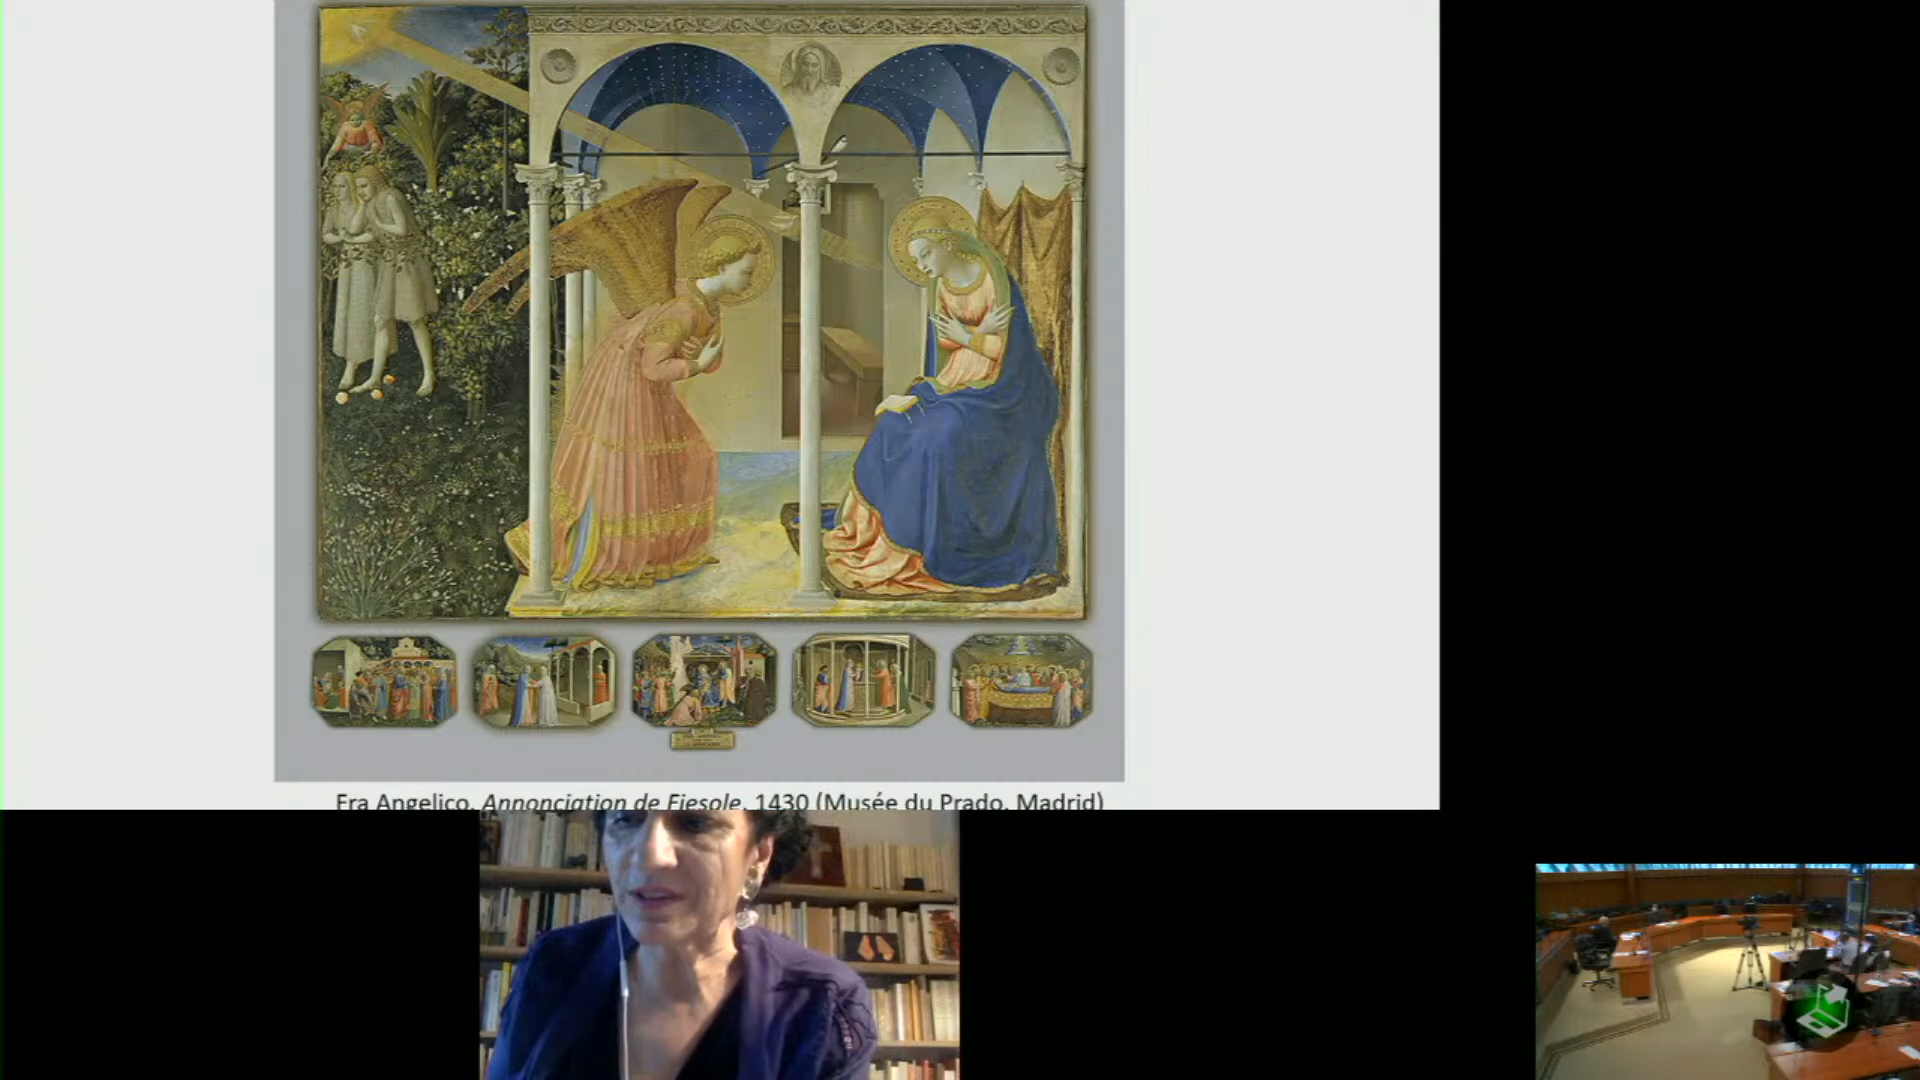 Fra Angelico, Annonciation de Fiesole, 1430 (Musée du Prado, Madrid)